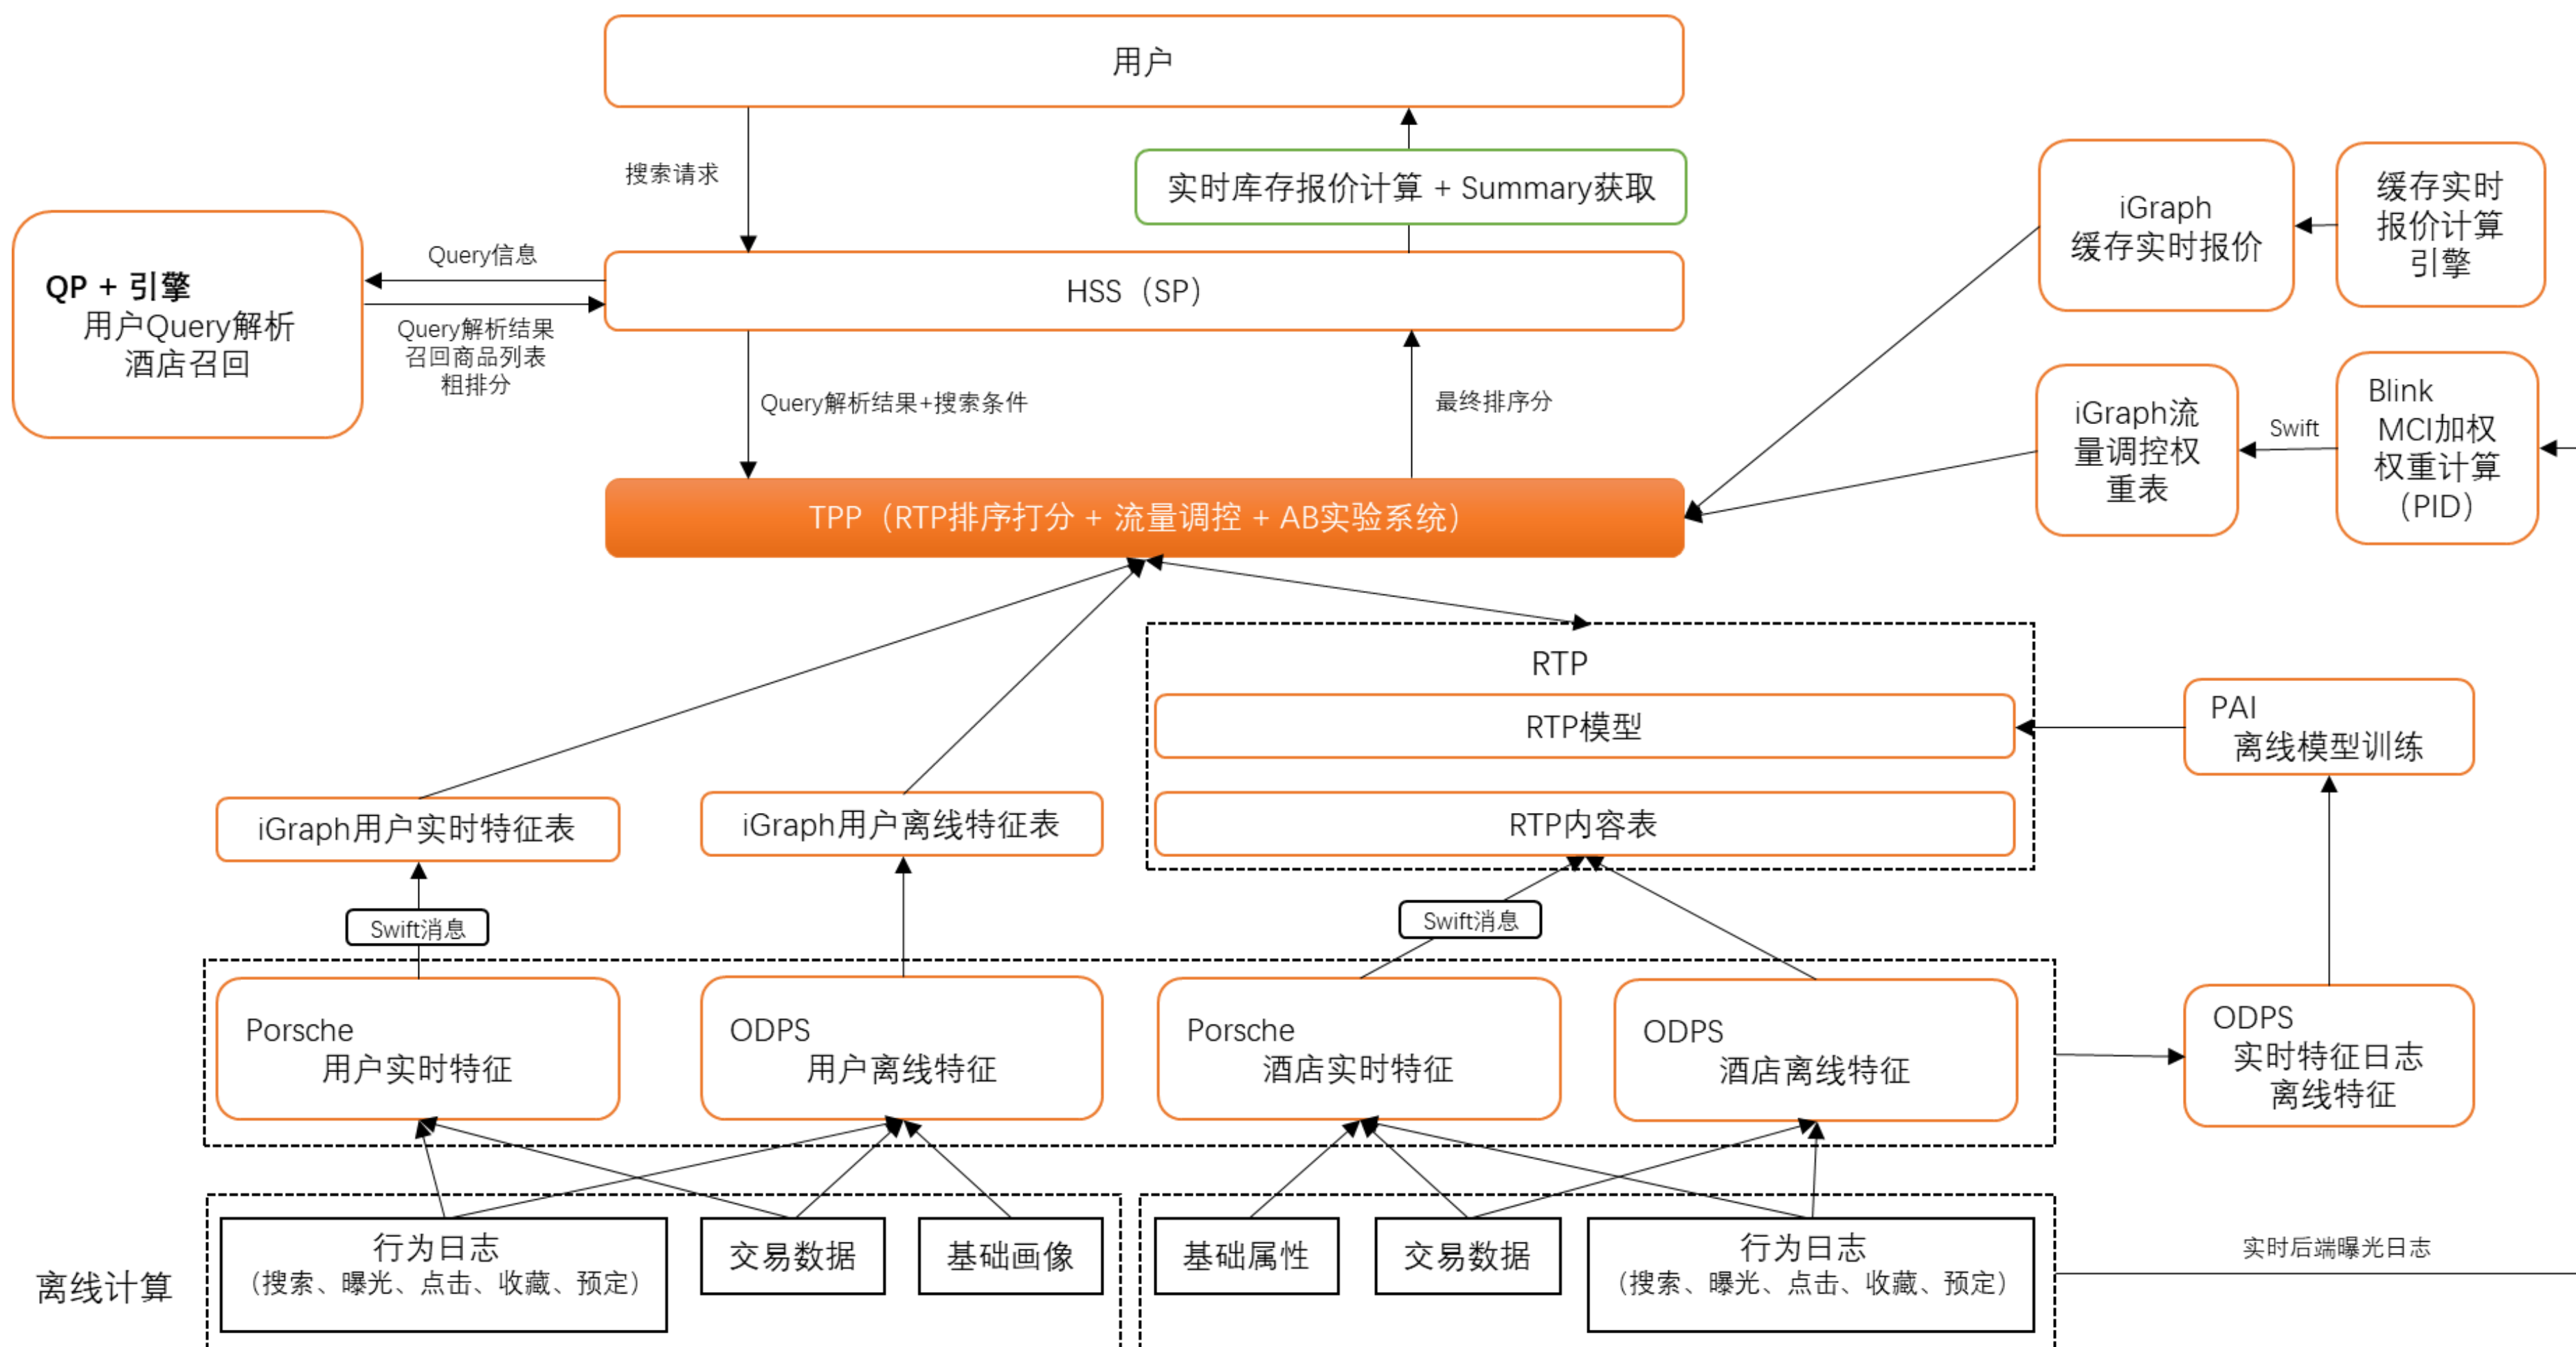 用户
搜索请求
实时库存报价计算 + Summary获取
iGraph
缓存实时报价
缓存实时
报价计算
引擎
QP + 引擎
用户Query解析
酒店召回
Query信息
Query解析结果
召回商品列表
粗排分
HSS（SP）
Query解析结果+搜索条件
最终排序分
iGraph流
量调控权
重表
Swift
Blink
MCI加权
权重计算
（PID）
TPP（RTP排序打分 + 流量调控 + AB实验系统）
RTP
RTP模型
RTP内容表
PAI
离线模型训练
iGraph用户实时特征表
iGraph用户离线特征表
Swift消息
Swift消息
Porsche
用户实时特征
ODPS
用户离线特征
Porsche
酒店实时特征
ODPS
酒店离线特征
ODPS
实时特征日志
离线特征
离线计算
行为日志
（搜索、曝光、点击、收藏、预定）
交易数据
基础画像
基础属性
交易数据
行为日志
（搜索、曝光、点击、收藏、预定）
实时后端曝光日志